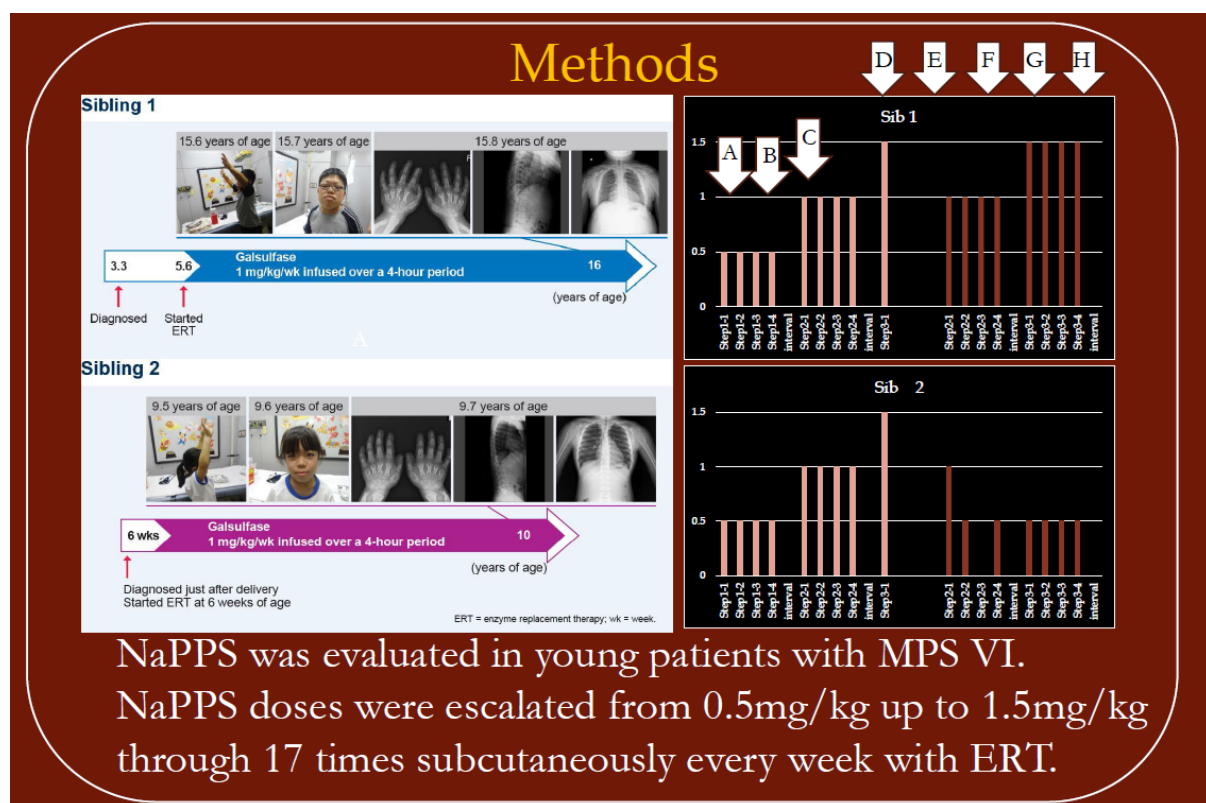 Methods
D E F G H
Sibling 1
15.6 years of age 15.7 years of age 15.8 years of age
Galsulfase
1 mg/kg/wk infused over a 4-hour period
3.3 5.6 16
(years of age)
Diagnosed Started
ERT
A
Sibling 2
9.5 years of age 9.6 years of age 9.7 years of age
Galsulfase
1 mg/kg/wk infused over a 4-hour period
6 wks 10
(years of age)
Diagnosed just after delivery
Started ERT at 6 weeks of age
ERT = enzyme replacement therapy; wk = week.
Sib 1
A B C
1.5
1
0.5
0
Step1-1
Step1-2
Step1-3
Step1-4
interval
Step2-1
Step2-2
Step2-3
Step2-4
interval
Step3-1
Step2-1
Step2-2
Step2-3
Step2-4
interval
Step3-1
Step3-2
Step3-3
Step3-4
interval
Sib 2
1.5
1
0.5
0
Step1-1
Step1-2
Step1-3
Step1-4
interval
Step2-1
Step2-2
Step2-3
Step2-4
interval
Step3-1
Step2-1
Step2-2
Step2-3
Step2-4
interval
Step3-1
Step3-2
Step3-3
Step3-4
interval
NaPPS was evaluated in young patients with MPS VI.
NaPPS doses were escalated from 0.5mg/kg up to 1.5mg/kg
through 17 times subcutaneously every week with ERT.